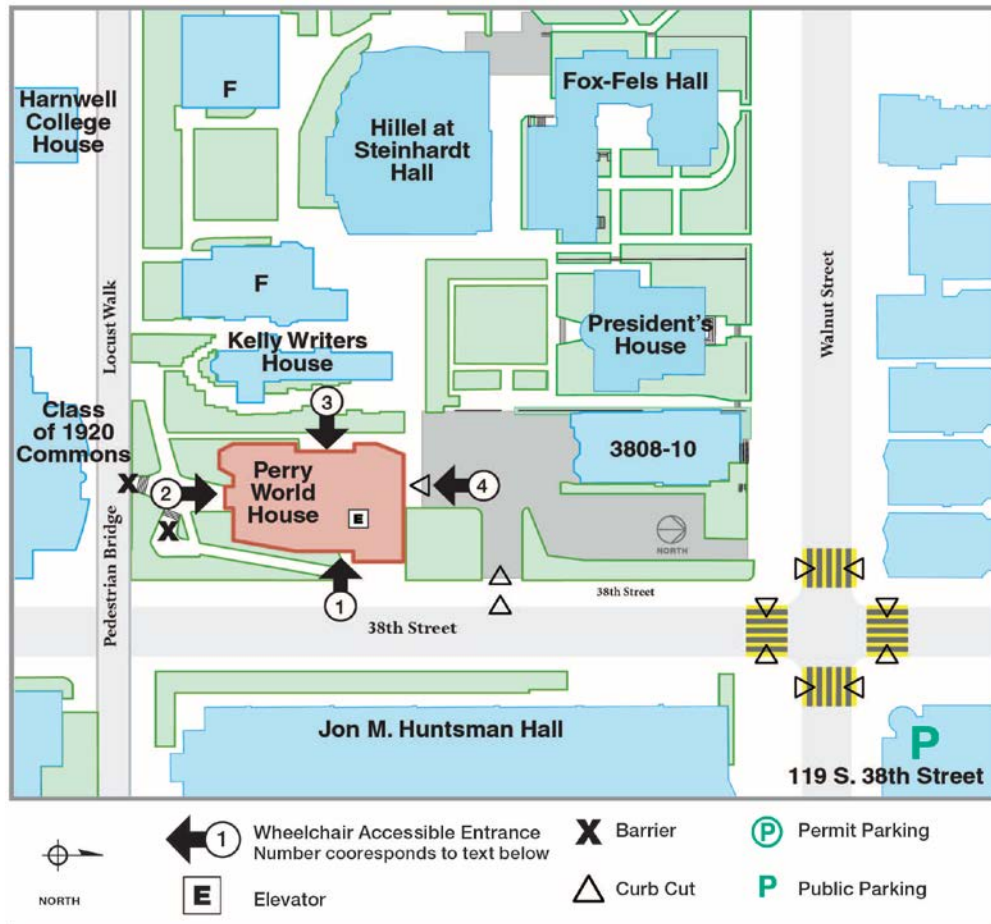 F
Harnwell
College
House
Hillel at
Steinhardt
Hall
Fox-Fels Hall
Locust Walk
F
Kelly Writers
House
President's
House
Walnut Street
Class
of 1920
Commons
3
3808-10
Perry
World
House
E
X
2
X
4
NORTH
1
Pedestrian Bridge
38th Street
38th Street
Jon M. Huntsman Hall
P
119 S. 38th Street
1
Wheelchair Accessible Entrance
Number cooresponds to text below
X
Barrier
P
Permit Parking
NORTH
E
Elevator
Curb Cut
P
Public Parking